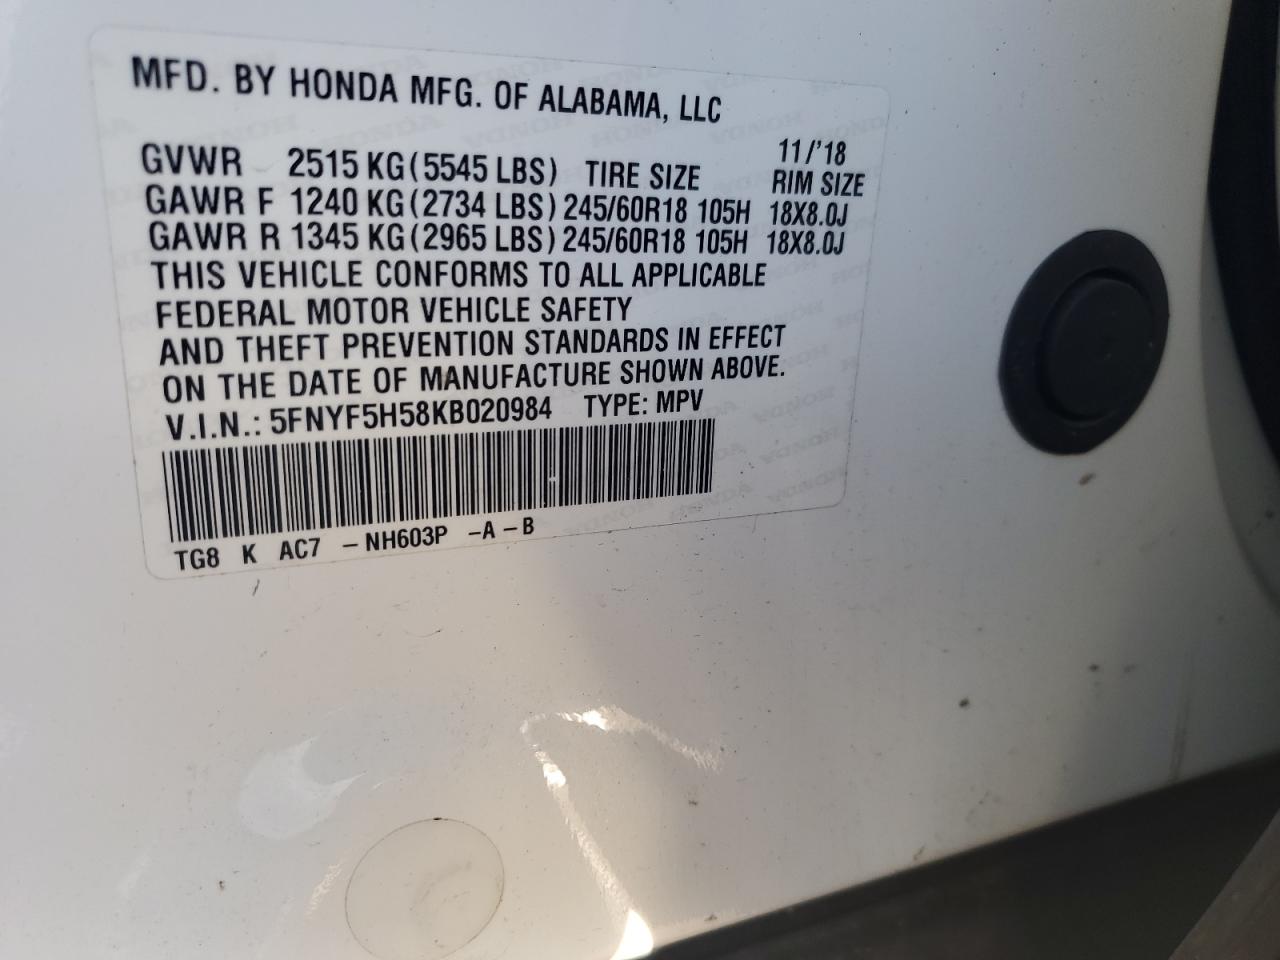 MFD. BY HONDA MFG. OF ALABAMA, LLC
11/'18
GVWR 2515 KG (5545 LBS) TIRE SIZE RIM SIZE
GAWR F 1240 KG (2734 LBS) 245/60R18 105H 18X8.0J
GAWR R 1345 KG (2965 LBS) 245/60R18 105H 18X8.0J
THIS VEHICLE CONFORMS TO ALL APPLICABLE
FEDERAL MOTOR VEHICLE SAFETY
AND THEFT PREVENTION STANDARDS IN EFFECT
ON THE DATE OF MANUFACTURE SHOWN ABOVE.
V.I.N.: 5FNYF5H58KB020984 TYPE: MPV
TG8 K AC7 -NH603P -A -B